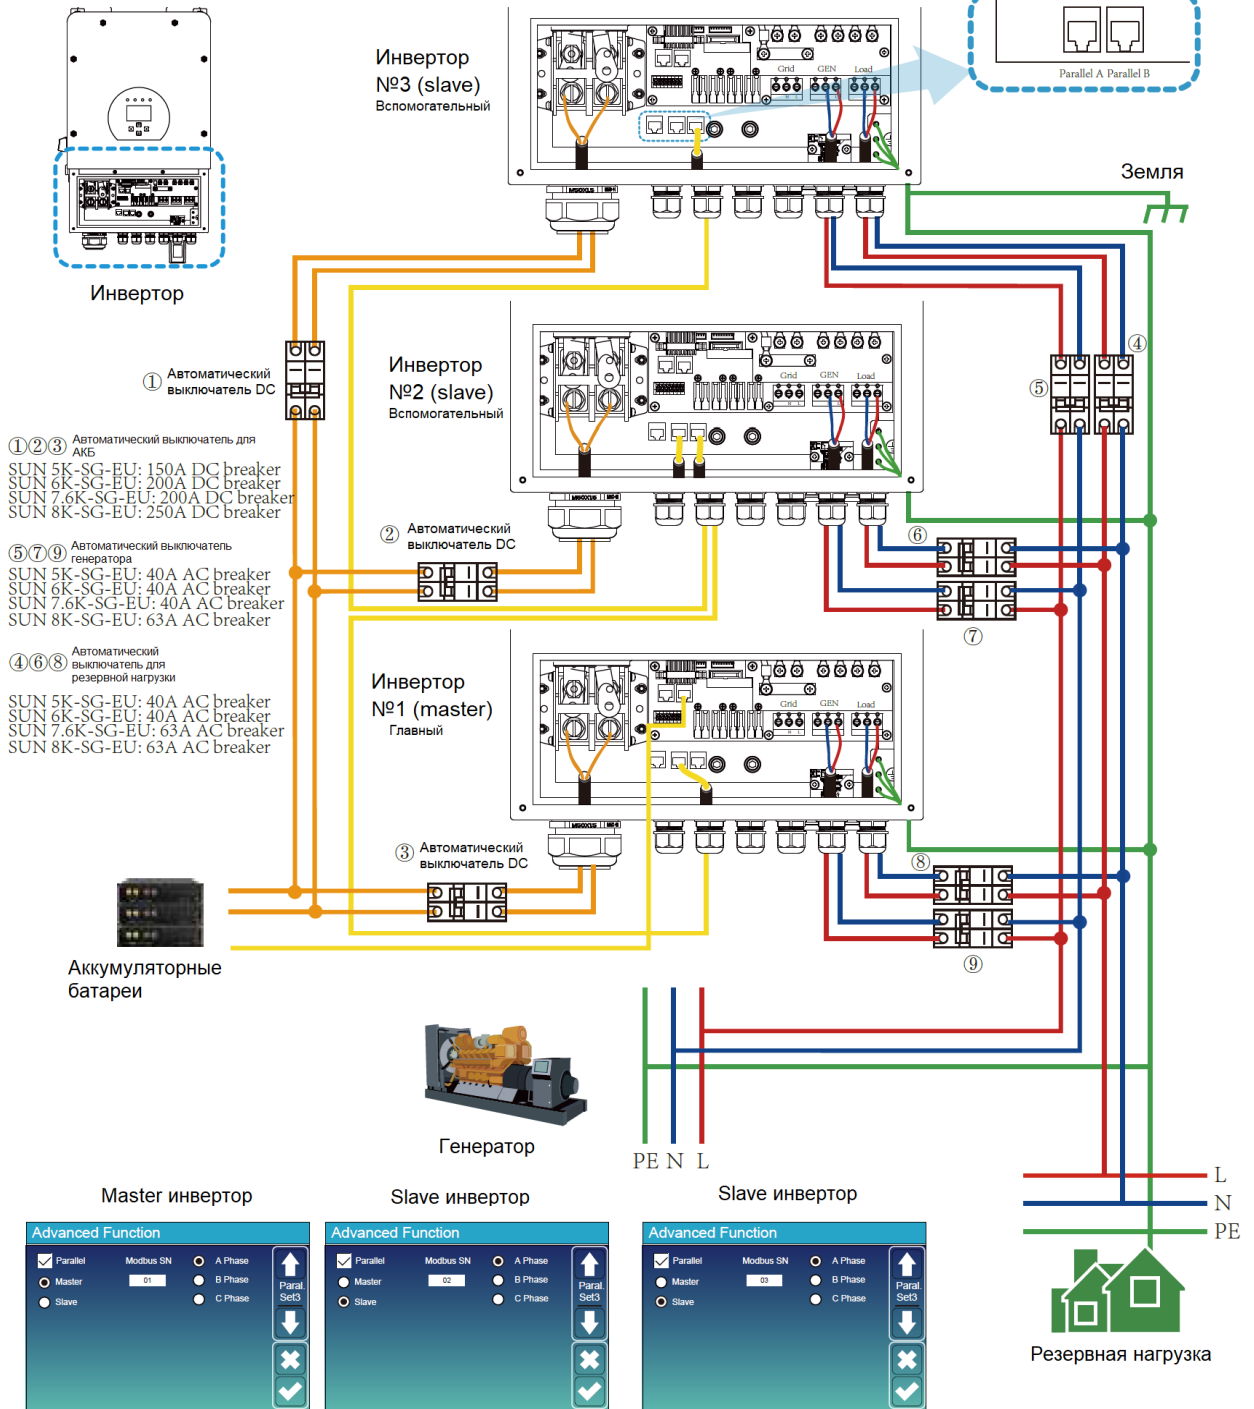 Parallel A Parallel B
Инвертор
№3 (slave)
Вспомогательный
Grid GEN Load
Земля
Инвертор
Инвертор
№2 (slave)
Вспомогательный
Grid GEN Load
④
⑤
① Автоматический
выключатель DC
①②③ Автоматический выключатель для
АКБ
SUN 5K-SG-EU: 150A DC breaker
SUN 6K-SG-EU: 200A DC breaker
SUN 7.6K-SG-EU: 200A DC breaker
SUN 8K-SG-EU: 250A DC breaker
② Автоматический
выключатель DC
⑥
⑦
⑤⑦⑨ Автоматический выключатель
генератора
SUN 5K-SG-EU: 40A AC breaker
SUN 6K-SG-EU: 40A AC breaker
SUN 7.6K-SG-EU: 40A AC breaker
SUN 8K-SG-EU: 63A AC breaker
④⑥⑧ Автоматический
выключатель для
резервной нагрузки
SUN 5K-SG-EU: 40A AC breaker
SUN 6K-SG-EU: 40A AC breaker
SUN 7.6K-SG-EU: 63A AC breaker
SUN 8K-SG-EU: 63A AC breaker
Инвертор
№1 (master)
Главный
Grid GEN Load
③ Автоматический
выключатель DC
⑧
⑨
Аккумуляторные
батареи
Генератор
PE N L
L
N
PE
Резервная нагрузка
Master инвертор
Advanced Function
Parallel Modbus SN A Phase
Master 01 B Phase
Slave C Phase
Paral.
Set3
Slave инвертор
Advanced Function
Parallel Modbus SN A Phase
Master 02 B Phase
Slave C Phase
Paral.
Set3
Slave инвертор
Advanced Function
Parallel Modbus SN A Phase
Master 03 B Phase
Slave C Phase
Paral.
Set3